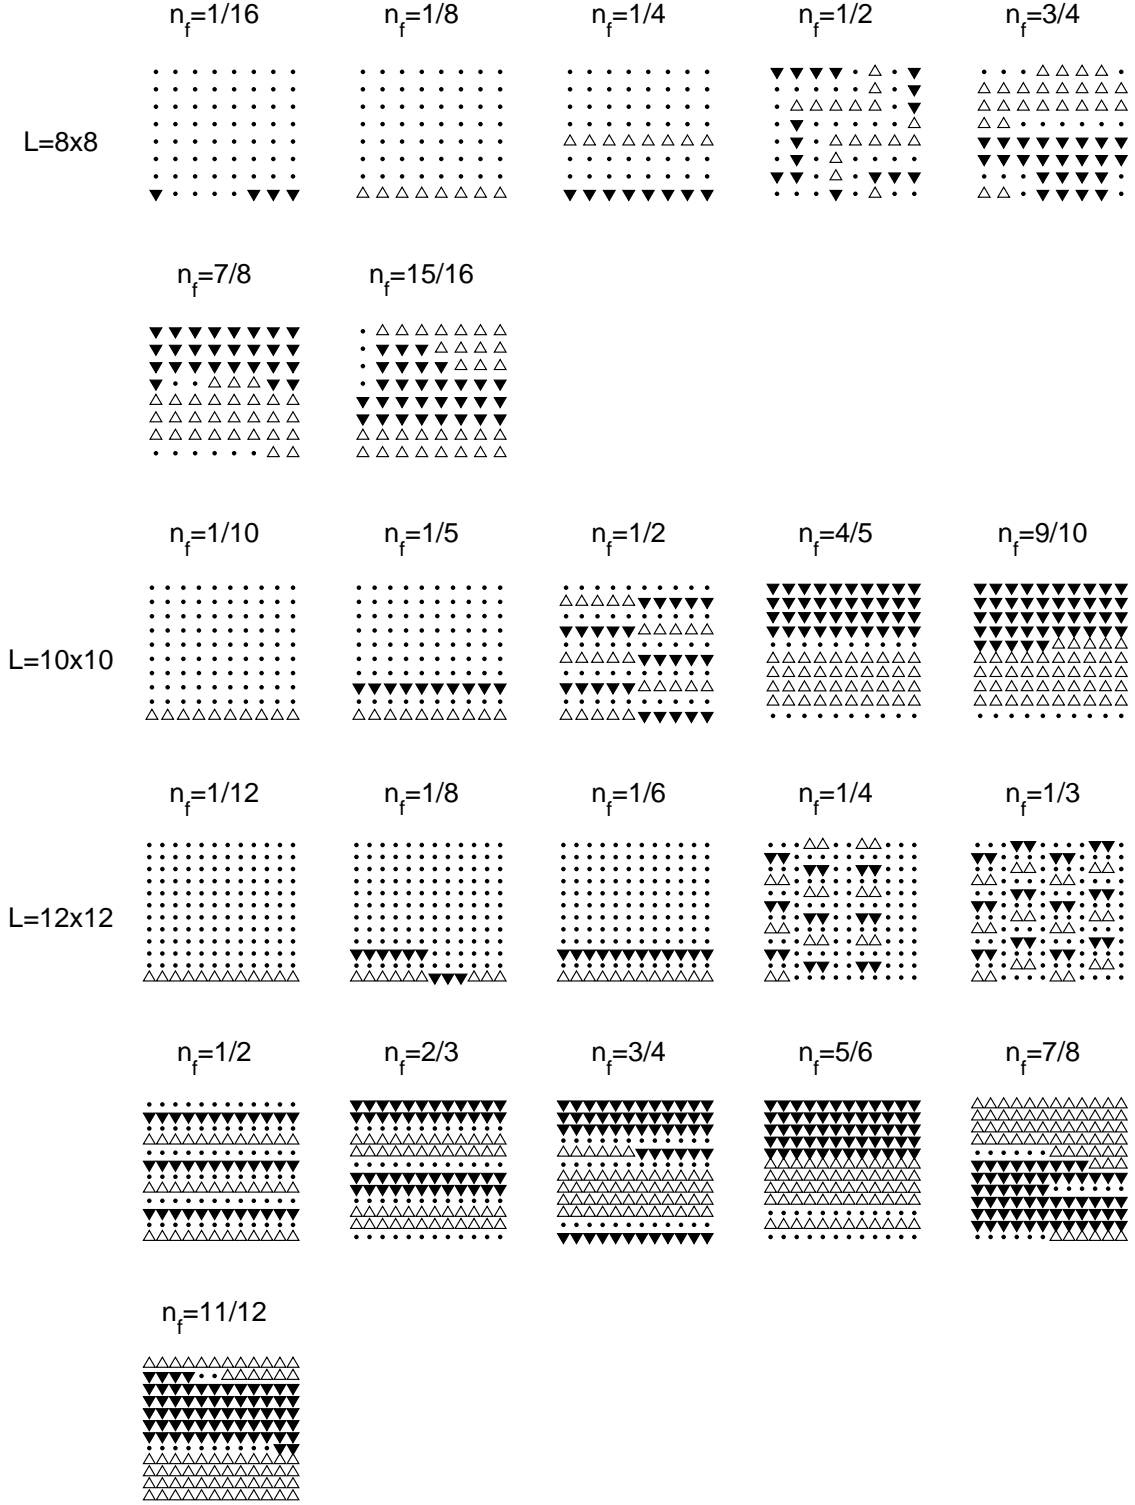 n_f=1/16 n_f=1/8 n_f=1/4 n_f=1/2 n_f=3/4
L=8x8
n_f=7/8 n_f=15/16
n_f=1/10 n_f=1/5 n_f=1/2 n_f=4/5 n_f=9/10
L=10x10
n_f=1/12 n_f=1/8 n_f=1/6 n_f=1/4 n_f=1/3
L=12x12
n_f=1/2 n_f=2/3 n_f=3/4 n_f=5/6 n_f=7/8
n_f=11/12